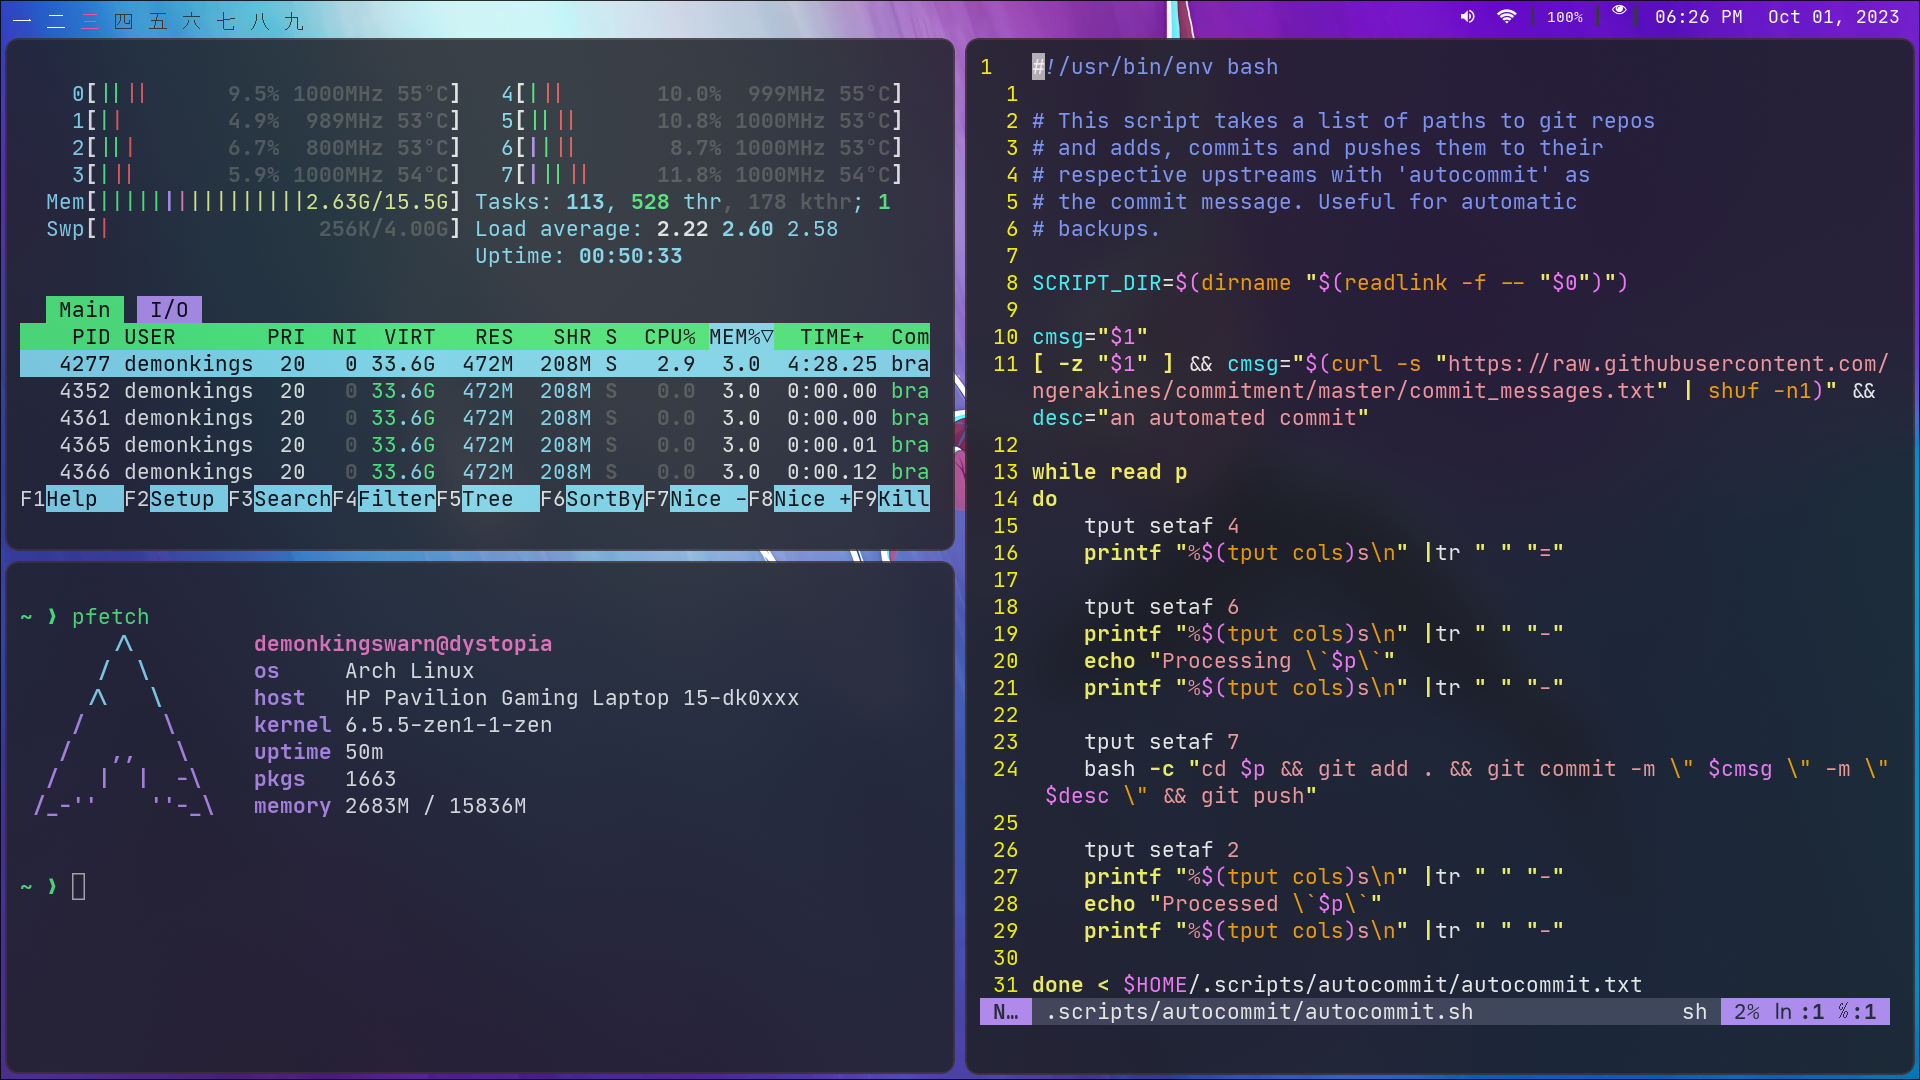 一 二 三 四 五 六 七 八 九
100% 06:26 PM Oct 01, 2023
0[|||| 9.5% 1000MHz 55°C] 4[||| 10.0% 999MHz 55°C]
1[|| 4.9% 989MHz 53°C] 5[|||| 10.8% 1000MHz 53°C]
2[||| 6.7% 800MHz 53°C] 6[|||| 8.7% 1000MHz 53°C]
3[||| 5.9% 1000MHz 54°C] 7[||||| 11.8% 1000MHz 54°C]
Mem[||||||||||||||||2.63G/15.5G] Tasks: 113, 528 thr, 178 kthr; 1
Swp[| 256K/4.00G] Load average: 2.22 2.60 2.58
Uptime: 00:50:33
Main I/O
PID USER PRI NI VIRT RES SHR S CPU% MEM%▽ TIME+ Com
4277 demonkings 20 0 33.6G 472M 208M S 2.9 3.0 4:28.25 bra
4352 demonkings 20 0 33.6G 472M 208M S 0.0 3.0 0:00.00 bra
4361 demonkings 20 0 33.6G 472M 208M S 0.0 3.0 0:00.00 bra
4365 demonkings 20 0 33.6G 472M 208M S 0.0 3.0 0:00.01 bra
4366 demonkings 20 0 33.6G 472M 208M S 0.0 3.0 0:00.12 bra
F1Help F2Setup F3SearchF4FilterF5Tree F6SortByF7Nice -F8Nice +F9Kill
~ ❯ pfetch
demonkingswarn@dystopia
os Arch Linux
host HP Pavilion Gaming Laptop 15-dk0xxx
kernel 6.5.5-zen1-1-zen
uptime 50m
pkgs 1663
memory 2683M / 15836M
~ ❯
1 #!/usr/bin/env bash
1
2 # This script takes a list of paths to git repos
3 # and adds, commits and pushes them to their
4 # respective upstreams with 'autocommit' as
5 # the commit message. Useful for automatic
6 # backups.
7
8 SCRIPT_DIR=$(dirname "$(readlink -f -- "$0")")
9
10 cmsg="$1"
11 [ -z "$1" ] && cmsg="$(curl -s "https://raw.githubusercontent.com/
ngerakines/commitment/master/commit_messages.txt" | shuf -n1)" &&
desc="an automated commit"
12
13 while read p
14 do
15 tput setaf 4
16 printf "%$(tput cols)s\n" |tr " " "="
17
18 tput setaf 6
19 printf "%$(tput cols)s\n" |tr " " "-"
20 echo "Processing \`$p\`"
21 printf "%$(tput cols)s\n" |tr " " "-"
22
23 tput setaf 7
24 bash -c "cd $p && git add . && git commit -m \" $cmsg \" -m \"
$desc \" && git push"
25
26 tput setaf 2
27 printf "%$(tput cols)s\n" |tr " " "-"
28 echo "Processed \`$p\`"
29 printf "%$(tput cols)s\n" |tr " " "-"
30
31 done < $HOME/.scripts/autocommit/autocommit.txt
N… .scripts/autocommit/autocommit.sh sh 2% ln :1 ℅:1